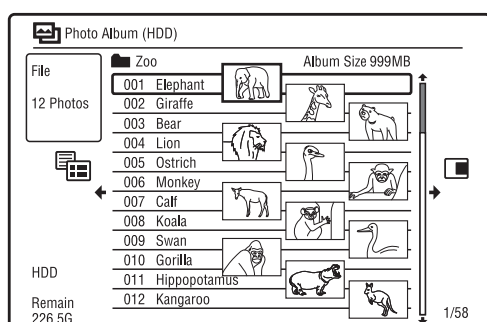 Photo Album (HDD)
File
12 Photos
Zoo
Album Size 999MB
001 Elephant
002 Giraffe
003 Bear
004 Lion
005 Ostrich
006 Monkey
007 Calf
008 Koala
009 Swan
010 Gorilla
011 Hippopotamus
012 Kangaroo
HDD
Remain
226.5G
1/58